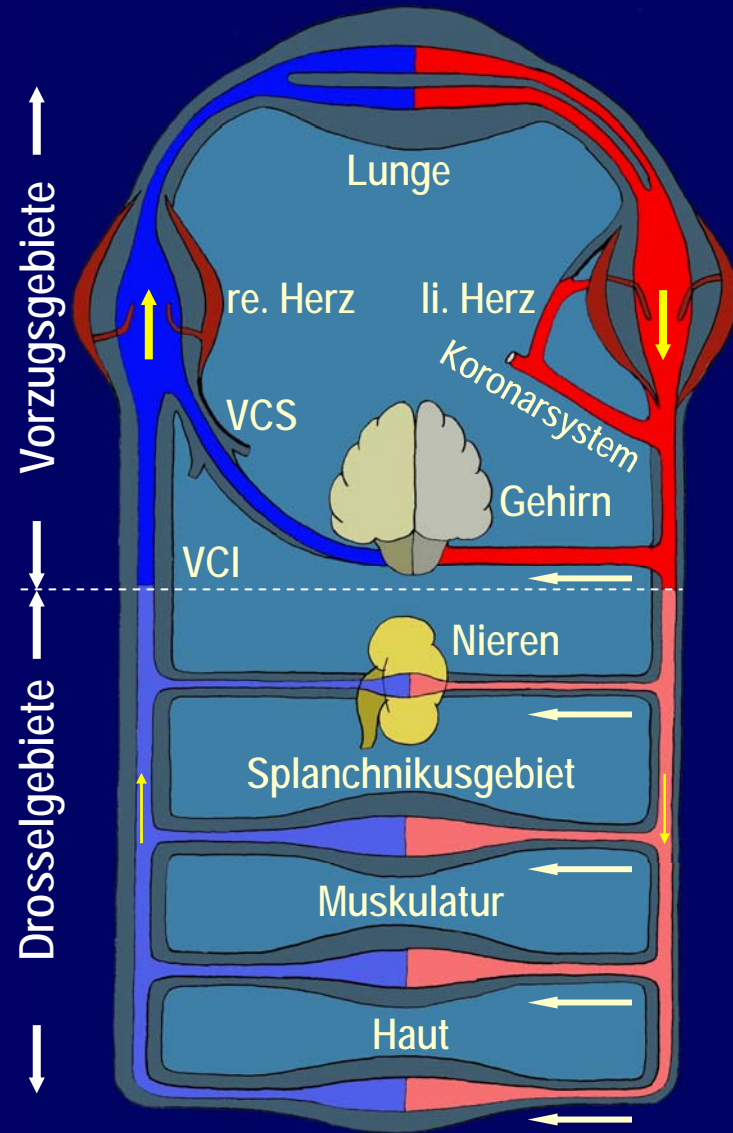 Vorzugsgebiete
Drosselgebiete
Lunge
re. Herz
li. Herz
Koronarsystem
VCS
Gehirn
VCI
Nieren
Splanchnikusgebiet
Muskulatur
Haut